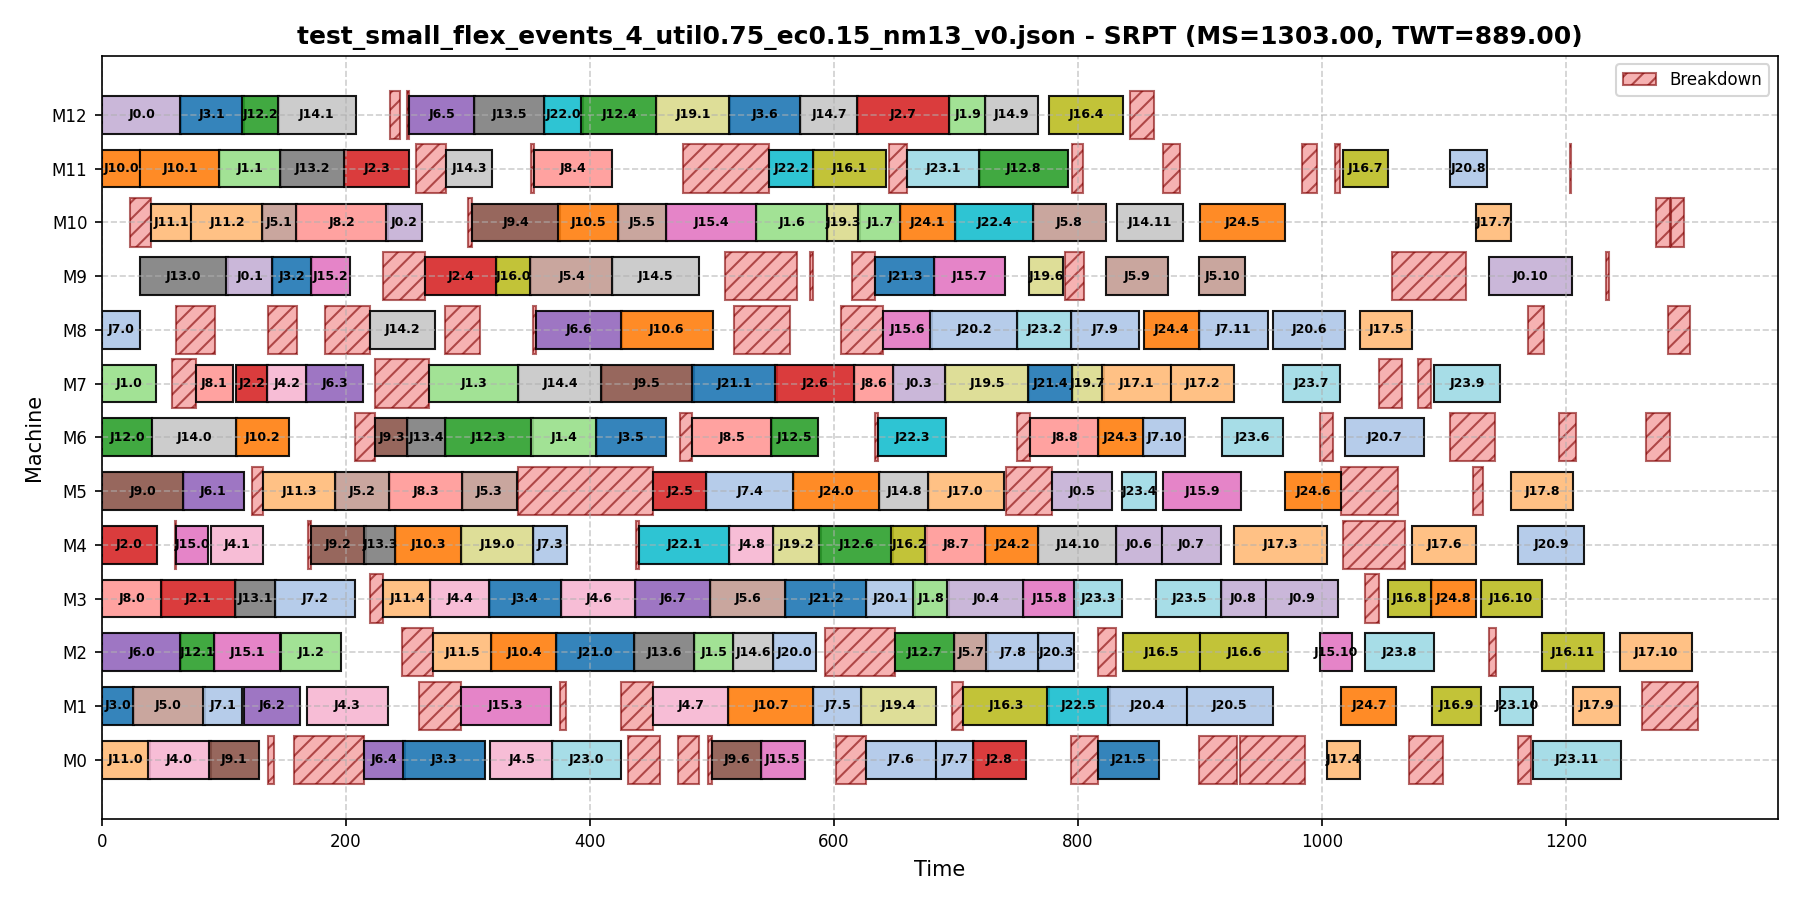 test_small_flex_events_4_util0.75_ec0.15_nm13_v0.json - SRPT (MS=1303.00, TWT=889.00)
Breakdown
M12 J0.0 J3.1 J12.2 J14.1 J6.5 J13.5 J22.0 J12.4 J19.1 J3.6 J14.7 J2.7 J1.9 J14.9 J16.4
M11 J10.0 J10.1 J1.1 J13.2 J2.3 J14.3 J8.4 J22.2 J16.1 J23.1 J12.8 J16.7 J20.8
M10 J11.1 J11.2 J5.1 J8.2 J0.2 J9.4 J10.5 J5.5 J15.4 J1.6 J19.3 J1.7 J24.1 J22.4 J5.8 J14.11 J24.5 J17.7
M9 J13.0 J0.1 J3.2 J15.2 J2.4 J16.0 J5.4 J14.5 J21.3 J15.7 J19.6 J5.9 J5.10 J0.10
M8 J7.0 J14.2 J6.6 J10.6 J15.6 J20.2 J23.2 J7.9 J24.4 J7.11 J20.6 J17.5
M7 J1.0 J8.1 J2.2 J4.2 J6.3 J1.3 J14.4 J9.5 J21.1 J2.6 J8.6 J0.3 J19.5 J21.4 J19.7 J17.1 J17.2 J23.7 J23.9
M6 J12.0 J14.0 J10.2 J9.3 J13.4 J12.3 J1.4 J3.5 J8.5 J12.5 J22.3 J8.8 J24.3 J7.10 J23.6 J20.7
M5 J9.0 J6.1 J11.3 J5.2 J8.3 J5.3 J2.5 J7.4 J24.0 J14.8 J17.0 J0.5 J23.4 J15.9 J24.6 J17.8
M4 J2.0 J15.0 J4.1 J9.2 J13.3 J10.3 J19.0 J7.3 J22.1 J4.8 J19.2 J12.6 J16.2 J8.7 J24.2 J14.10 J0.6 J0.7 J17.3 J17.6 J20.9
M3 J8.0 J2.1 J13.1 J7.2 J11.4 J4.4 J3.4 J4.6 J6.7 J5.6 J21.2 J20.1 J1.8 J0.4 J15.8 J23.3 J23.5 J0.8 J0.9 J16.8 J24.8 J16.10
M2 J6.0 J12.1 J15.1 J1.2 J11.5 J10.4 J21.0 J13.6 J1.5 J14.6 J20.0 J12.7 J5.7 J7.8 J20.3 J16.5 J16.6 J15.10 J23.8 J16.11 J17.10
M1 J3.0 J5.0 J7.1 J6.2 J4.3 J15.3 J4.7 J10.7 J7.5 J19.4 J16.3 J22.5 J20.4 J20.5 J24.7 J16.9 J23.10 J17.9
M0 J11.0 J4.0 J9.1 J6.4 J3.3 J4.5 J23.0 J9.6 J15.5 J7.6 J7.7 J2.8 J21.5 J17.4 J23.11
0 200 400 600 800 1000 1200
Time
Machine